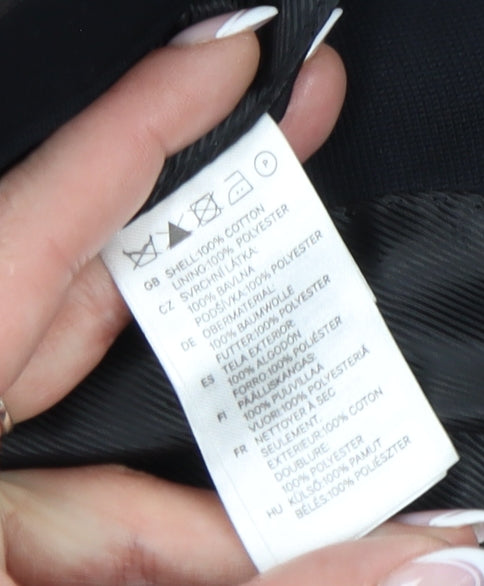 P
GB SHELL:100% COTTON
LINING:100% POLYESTER
CZ SVRCHNI LÁTKA:
100% BAVLNA
PODŠÍVKA:100% POLYESTER
DE OBERMATERIAL:
100% BAUMWOLLE
FUTTER:100% POLYESTER
ES TELA EXTERIOR:
100% ALGODÓN
FORRO:100% POLIÉSTER
FI PÄÄLLISKANGAS:
100% PUUVILLAA
VUORI:100% POLYESTERIÄ
FR NETTOYER À SEC
SEULEMENT.
EXTÉRIEUR:100% COTON
DOUBLURE:
100% POLYESTER
HU KÜLSŐ:100% PAMUT
BÉLÉS:100% POLIÉSZTER